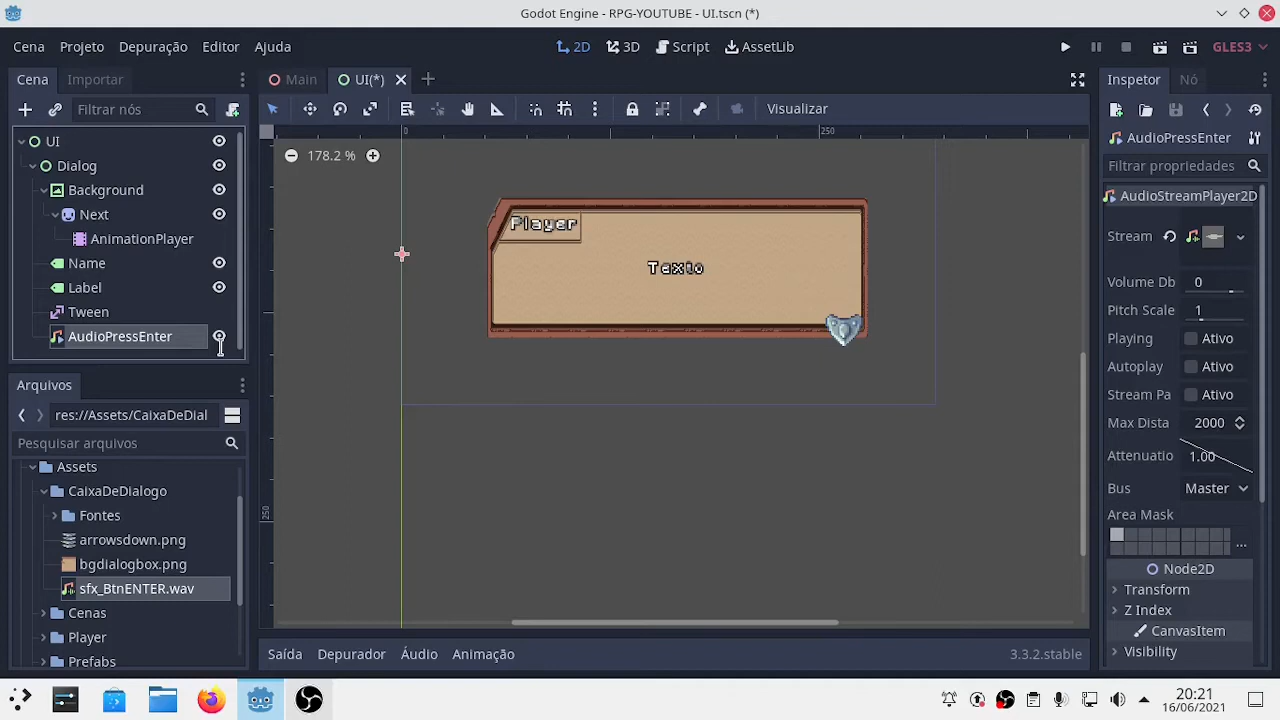 Godot Engine - RPG-YOUTUBE - UI.tscn (*)
Cena Projeto Depuração Editor Ajuda
2D 3D Script AssetLib
GLES3
Cena Importar
Main UI(*)
Inspetor Nó
Filtrar nós
Visualizar
UI
Dialog
Background
Next
AnimationPlayer
Name
Label
Tween
AudioPressEnter
0 250
178.2 %
250
Player
Texto
AudioPressEnter
Filtrar propriedades
AudioStreamPlayer2D
Stream
Volume Db 0
Pitch Scale 1
Playing Ativo
Autoplay Ativo
Stream Pa Ativo
Max Dista 2000
Attenuatio 1.00
Bus Master
Area Mask
...
Node2D
Transform
Z Index
CanvasItem
Visibility
Arquivos
res://Assets/CaixaDeDial
Pesquisar arquivos
Assets
CaixaDeDialogo
Fontes
arrowsdown.png
bgdialogbox.png
sfx_BtnENTER.wav
Cenas
Player
Prefabs
Saída Depurador Áudio Animação 3.3.2.stable
20:21
16/06/2021